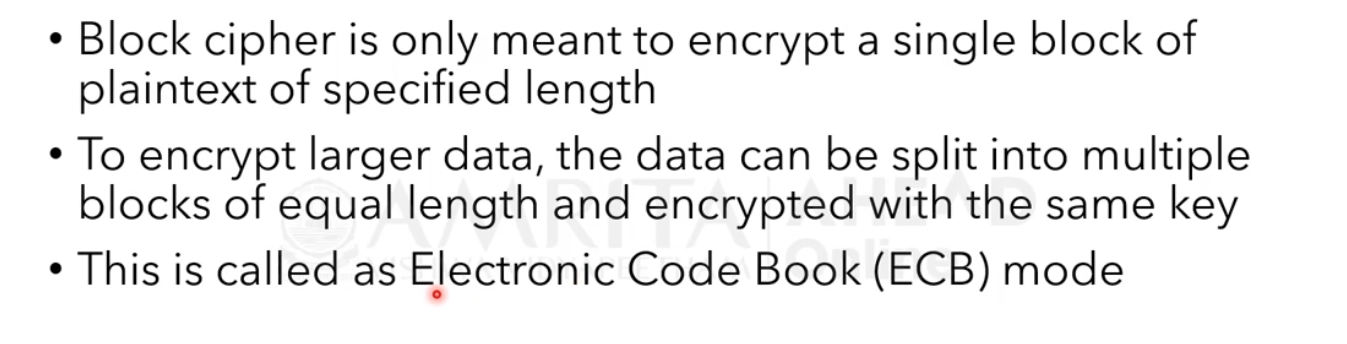 • Block cipher is only meant to encrypt a single block of
plaintext of specified length
• To encrypt larger data, the data can be split into multiple
blocks of equal length and encrypted with the same key
• This is called as Electronic Code Book (ECB) mode
AMRITA AHEAD
Online